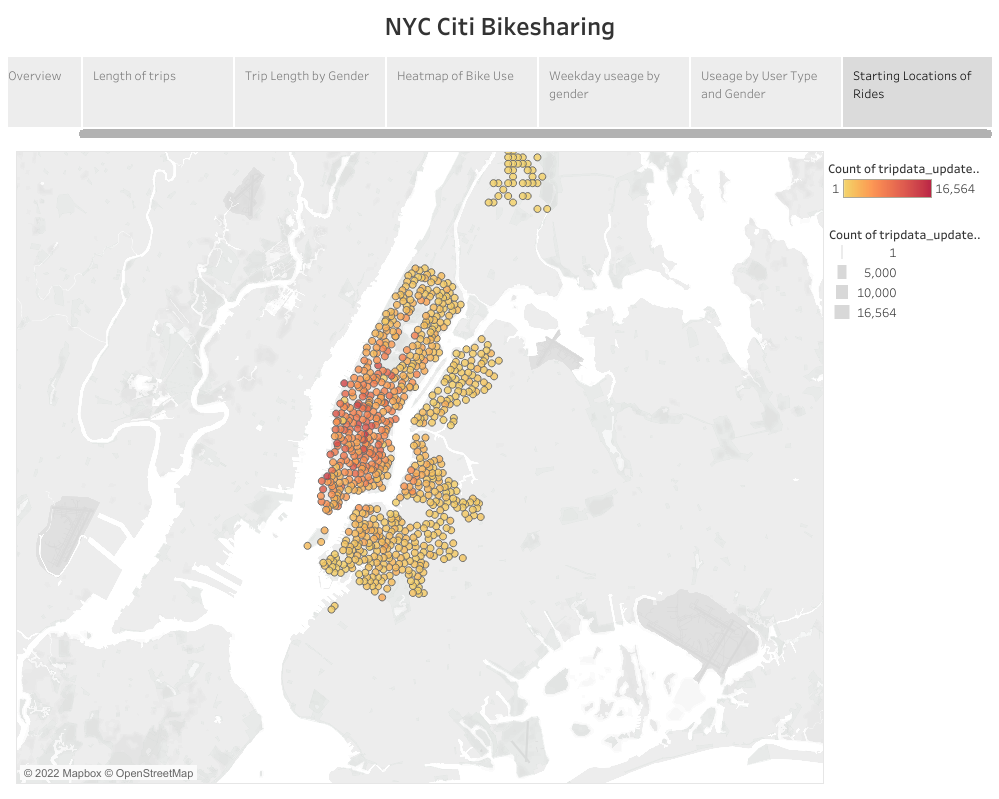 NYC Citi Bikesharing
Overview
Length of trips
Trip Length by Gender
Heatmap of Bike Use
Weekday useage by
gender
Useage by User Type
and Gender
Starting Locations of
Rides
Count of tripdata_update..
1 16,564
Count of tripdata_update..
1
5,000
10,000
16,564
© 2022 Mapbox © OpenStreetMap